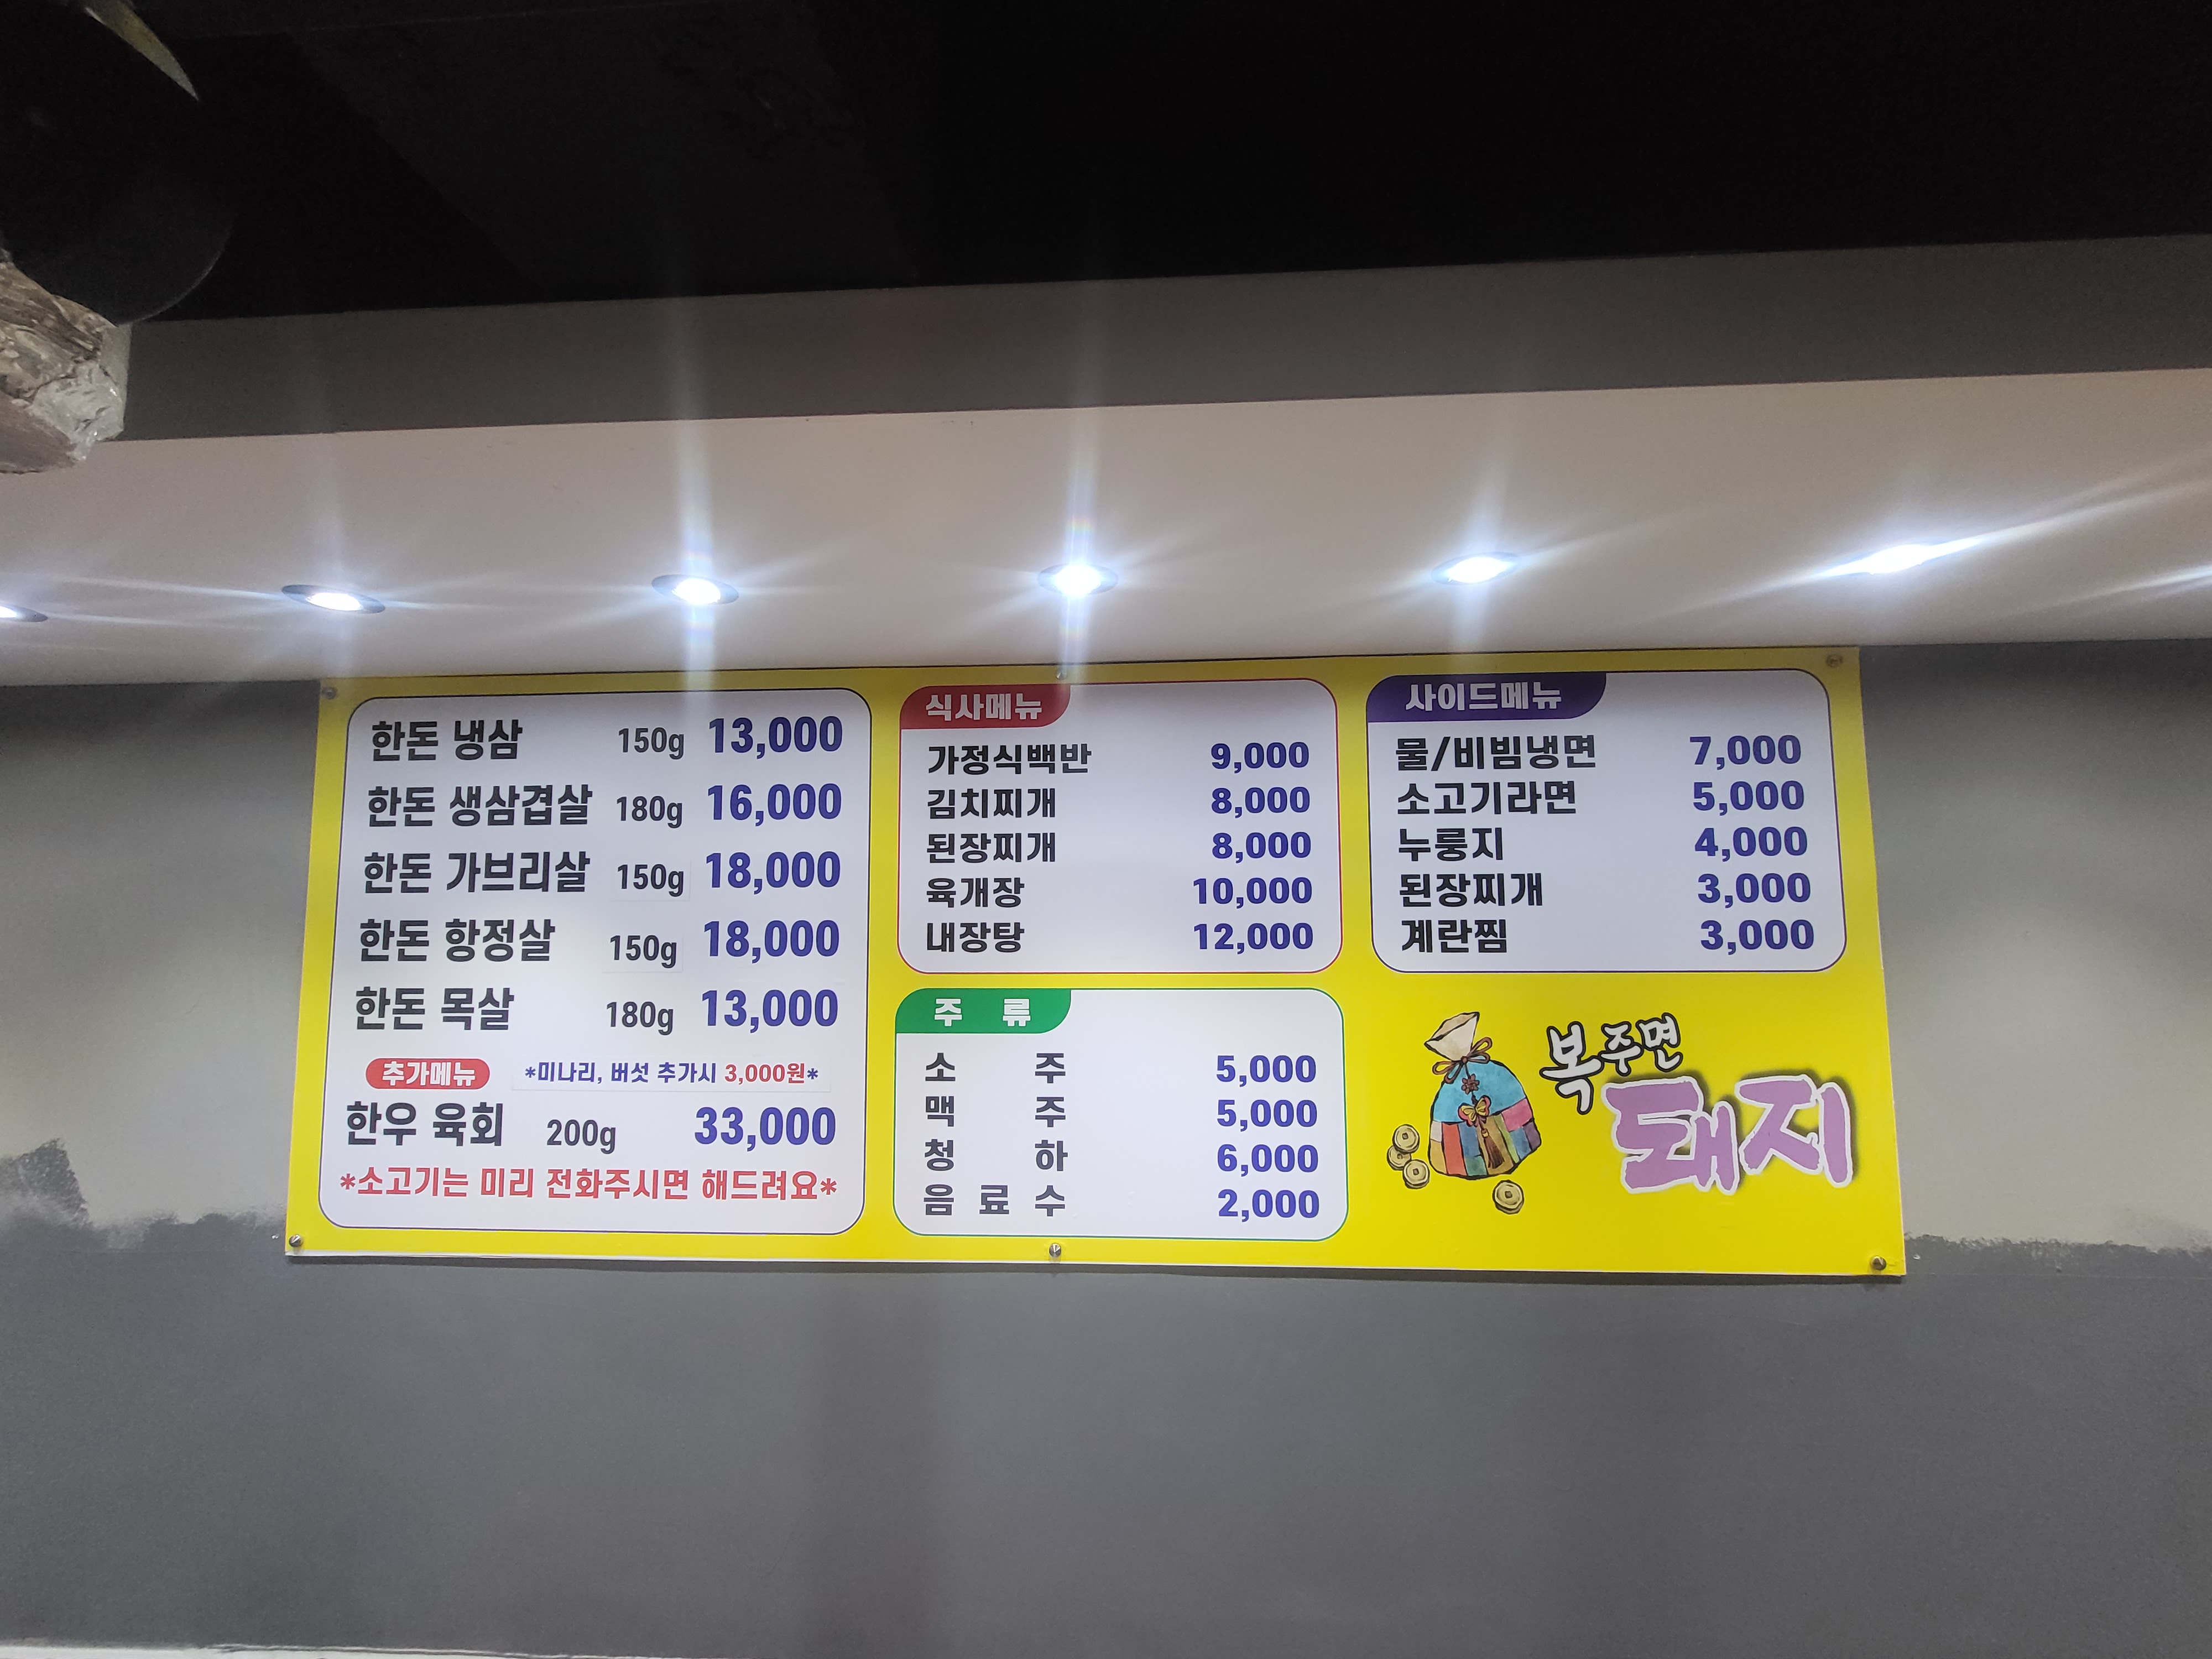 한돈 냉삼 150g 13,000
한돈 생삼겹살 180g 16,000
한돈 가브리살 150g 18,000
한돈 항정살 150g 18,000
한돈 목살 180g 13,000
추가메뉴 *미나리, 버섯 추가시 3,000원*
한우 육회 200g 33,000
*소고기는 미리 전화주시면 해드려요*
식사메뉴
가정식백반 9,000
김치찌개 8,000
된장찌개 8,000
육개장 10,000
내장탕 12,000
주 류
소 주 5,000
맥 주 5,000
청 하 6,000
음 료 수 2,000
사이드메뉴
물/비빔냉면 7,000
소고기라면 5,000
누룽지 4,000
된장찌개 3,000
계란찜 3,000
복주면
돼지